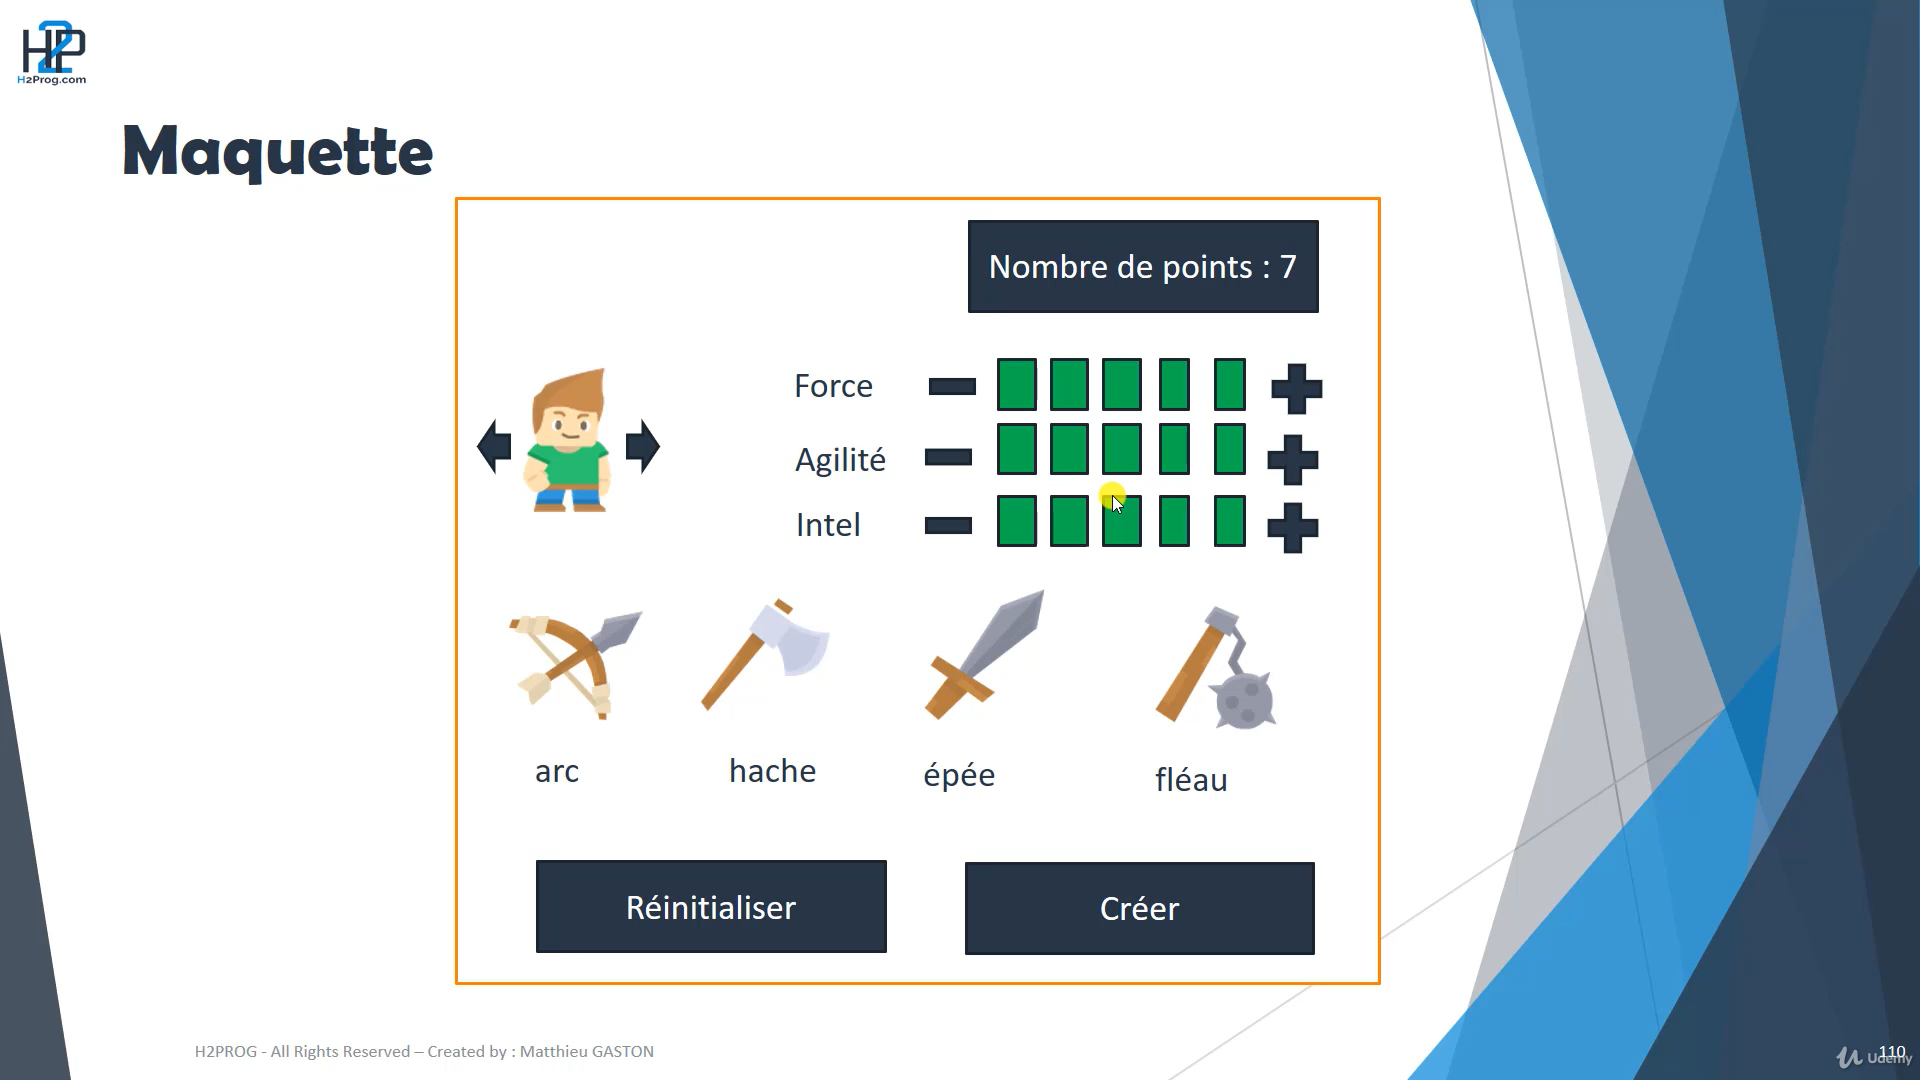 H2P
H2Prog.com
Maquette
Nombre de points : 7
Force
Agilité
Intel
arc
hache
épée
fléau
Réinitialiser
Créer
H2PROG - All Rights Reserved – Created by : Matthieu GASTON
110
Udemy